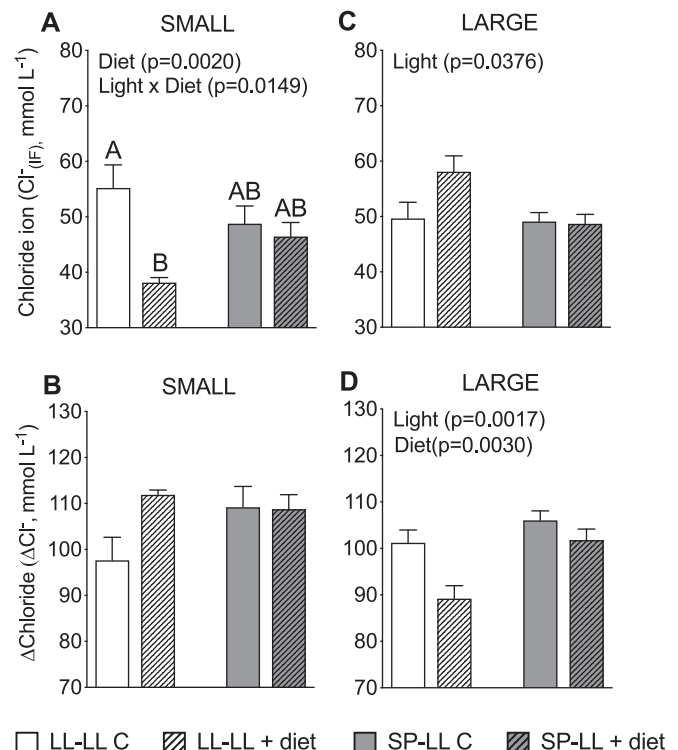 A SMALL
Chloride ion (Cl⁻(IF), mmol L⁻¹)
80
70
60
50
40
30
Diet (p=0.0020)
Light x Diet (p=0.0149)
A
B
AB
AB
C LARGE
80
70
60
50
40
30
Light (p=0.0376)
B SMALL
ΔChloride (ΔCl⁻, mmol L⁻¹)
130
120
110
100
90
80
70
D LARGE
130
120
110
100
90
80
70
Light (p=0.0017)
Diet(p=0.0030)
LL-LL C LL-LL + diet SP-LL C SP-LL + diet